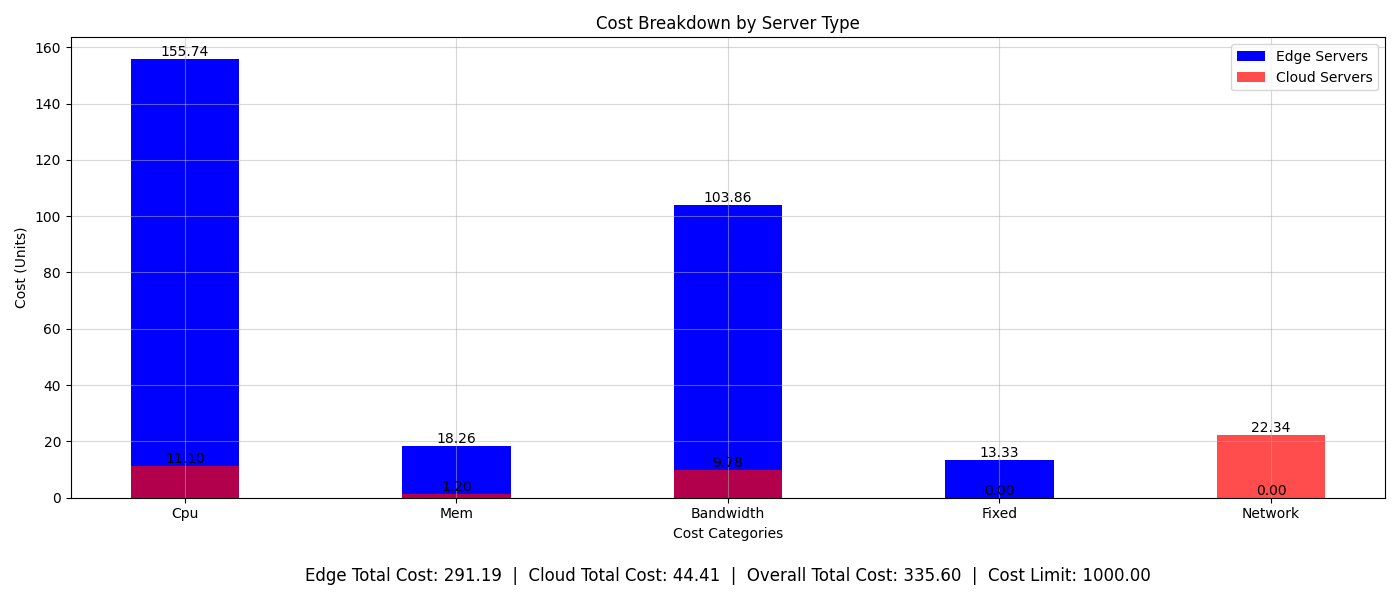 Cost Breakdown by Server Type
Edge Servers
Cloud Servers
Cost (Units)
160
140
120
100
80
60
40
20
0
155.74
11.10
18.26
1.20
103.86
9.78
13.33
0.00
22.34
0.00
Cpu Mem Bandwidth Fixed Network
Cost Categories
Edge Total Cost: 291.19 | Cloud Total Cost: 44.41 | Overall Total Cost: 335.60 | Cost Limit: 1000.00